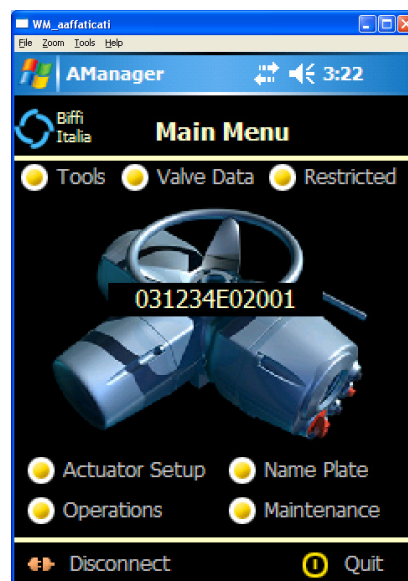 WM_aaffaticati
File Zoom Tools Help
AManager 3:22
Biffi
Italia
Main Menu
Tools Valve Data Restricted
031234E02001
Actuator Setup Name Plate
Operations Maintenance
Disconnect Quit